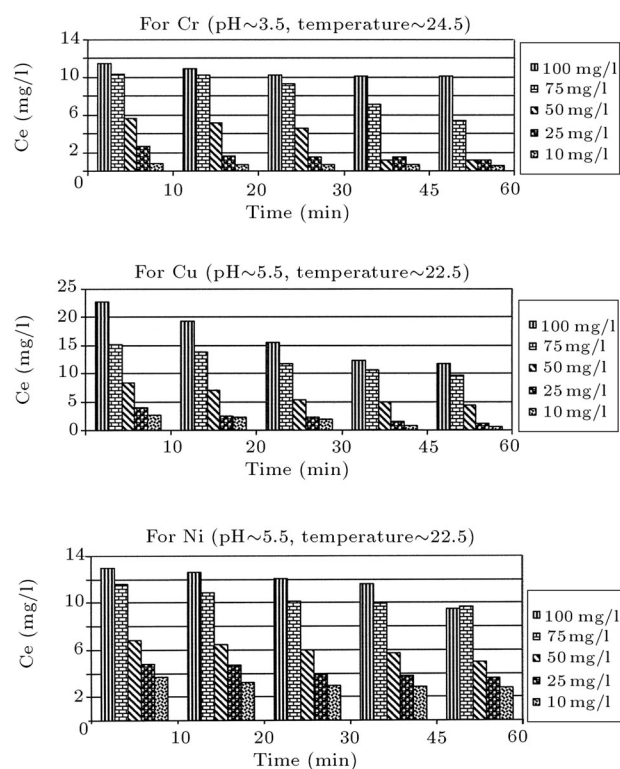 For Cr (pH~3.5, temperature~24.5)
14
10
6
2
0
Ce (mg/l)
10
20
30
45
60
Time (min)
100 mg/l
75 mg/l
50 mg/l
25 mg/l
10 mg/l
For Cu (pH~5.5, temperature~22.5)
25
20
15
10
5
0
Ce (mg/l)
10
20
30
45
60
Time (min)
100 mg/l
75 mg/l
50 mg/l
25 mg/l
10 mg/l
For Ni (pH~5.5, temperature~22.5)
14
10
6
2
0
Ce (mg/l)
10
20
30
45
60
Time (min)
100 mg/l
75 mg/l
50 mg/l
25 mg/l
10 mg/l